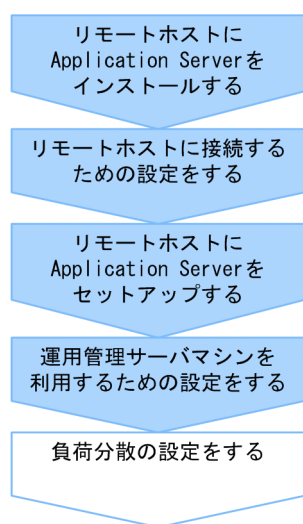 リモートホストに
Application Serverを
インストールする
リモートホストに接続する
ための設定をする
リモートホストに
Application Serverを
セットアップする
運用管理サーバマシンを
利用するための設定をする
負荷分散の設定をする